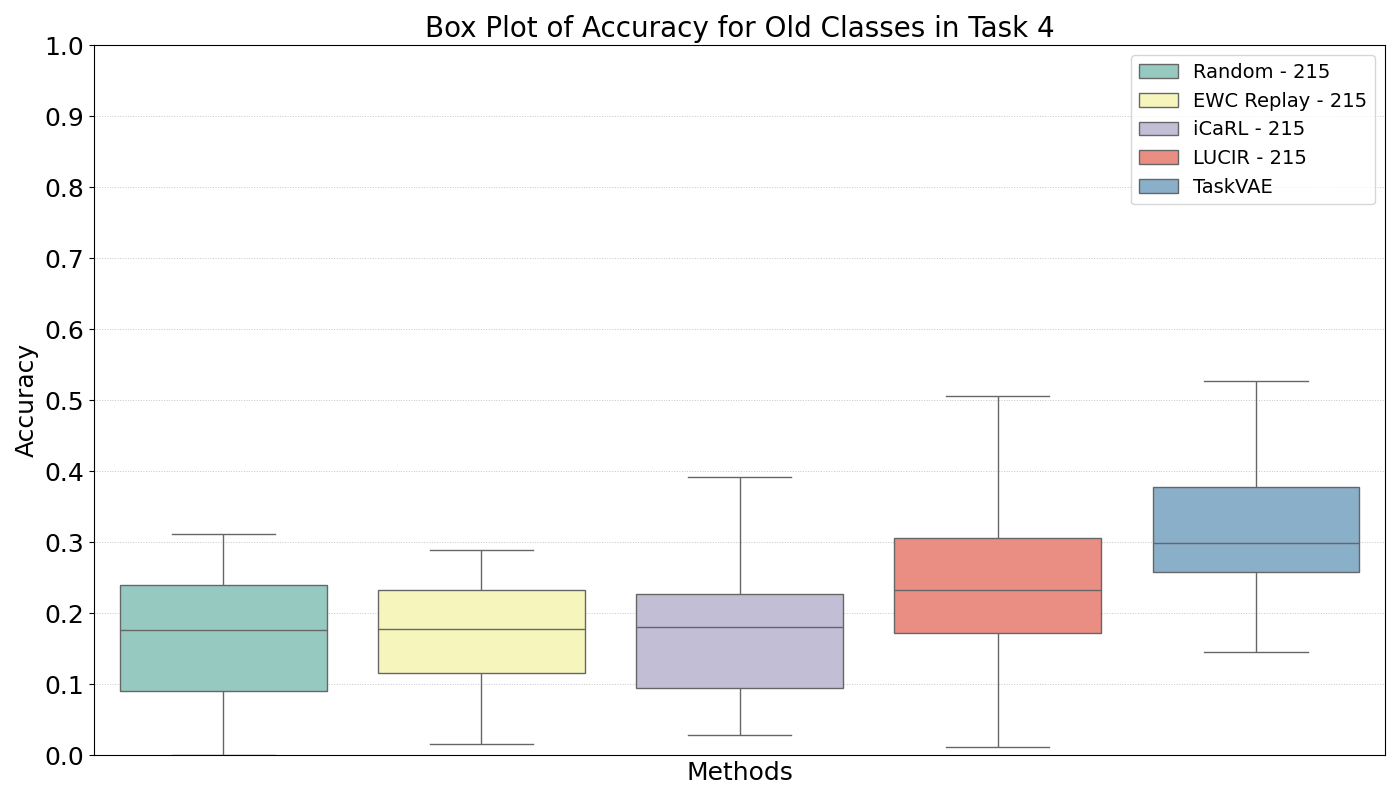 Box Plot of Accuracy for Old Classes in Task 4
1.0
0.9
0.8
0.7
0.6
0.5
0.4
0.3
0.2
0.1
0.0
Accuracy
Methods
Random - 215
EWC Replay - 215
iCaRL - 215
LUCIR - 215
TaskVAE